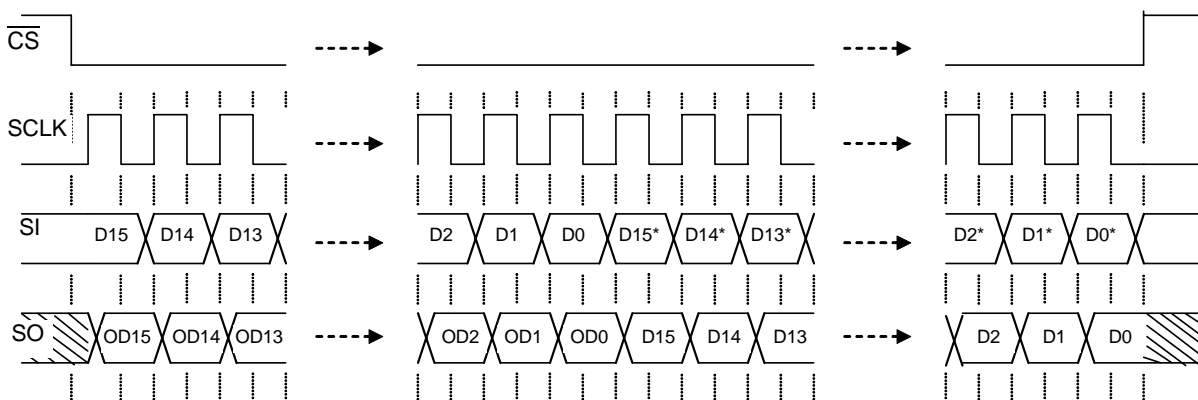 CS
SCLK
SI D15 D14 D13 D2 D1 D0 D15* D14* D13* D2* D1* D0*
SO OD15 OD14 OD13 OD2 OD1 OD0 D15 D14 D13 D2 D1 D0